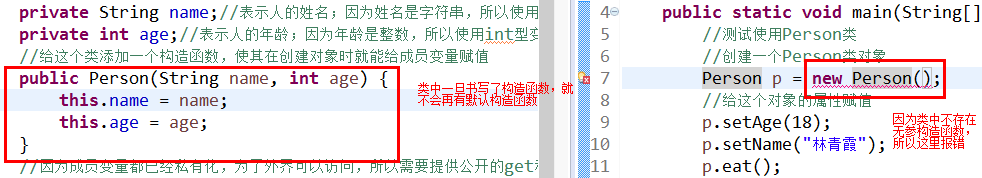 private String name;//表示人的姓名；因为姓名是字符串，所以使用
private int age;//表示人的年龄；因为年龄是整数，所以使用int型变
//给这个类添加一个构造函数，使其在创建对象时就能给成员变量赋值
public Person(String name, int age) {
this.name = name;
this.age = age;
}
//因为成员变量都已经私有化，为了外界可以访问，所以需要提供公开的get
类中一旦书写了构造函数，就
不会再有默认构造函数
4 public static void main(String[]
5 //测试使用Person类
6 //创建一个Person类对象
7 Person p = new Person();
8 //给这个对象的属性赋值
9 p.setAge(18);
10 p.setName("林青霞");
11 p.eat();
因为类中不存在
无参构造函数，
所以这里报错